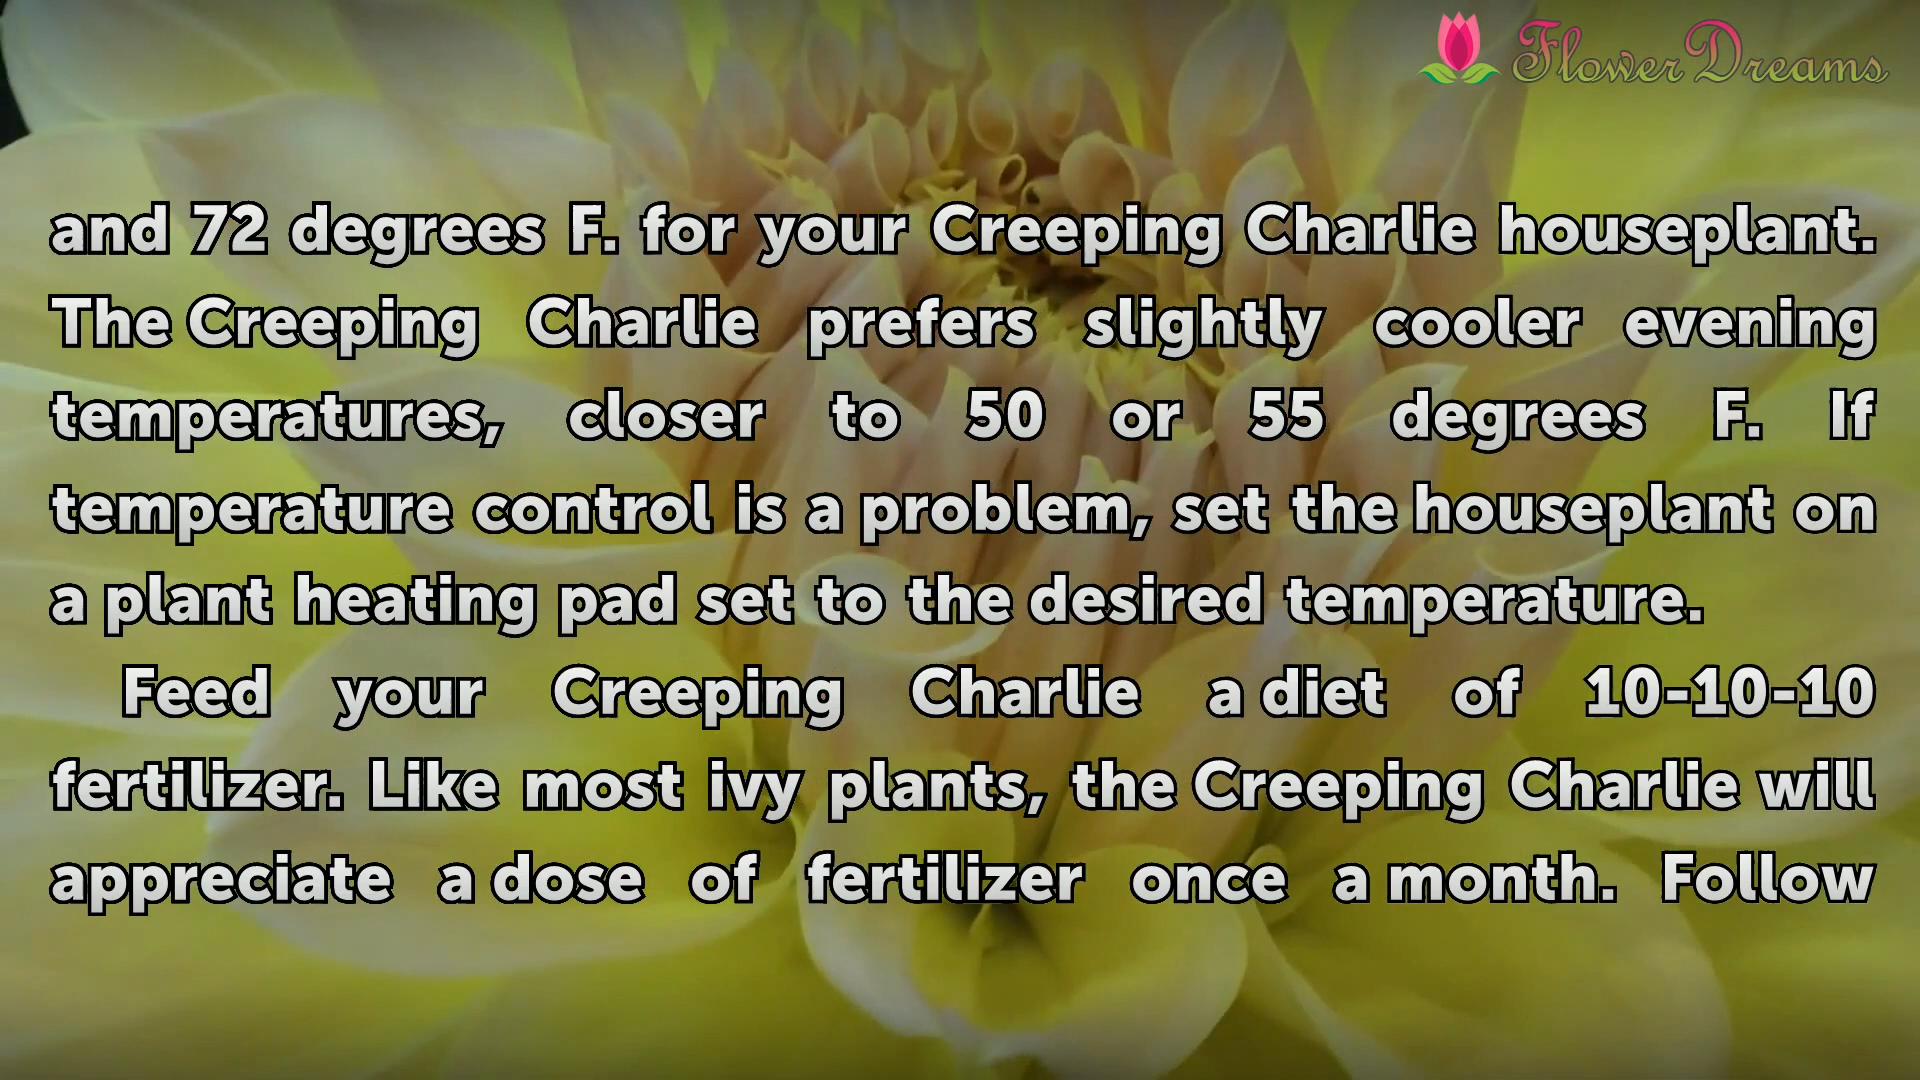 Flower Dreams
and 72 degrees F. for your Creeping Charlie houseplant.
The Creeping Charlie prefers slightly cooler evening
temperatures, closer to 50 or 55 degrees F. If
temperature control is a problem, set the houseplant on
a plant heating pad set to the desired temperature.
Feed your Creeping Charlie a diet of 10-10-10
fertilizer. Like most ivy plants, the Creeping Charlie will
appreciate a dose of fertilizer once a month. Follow